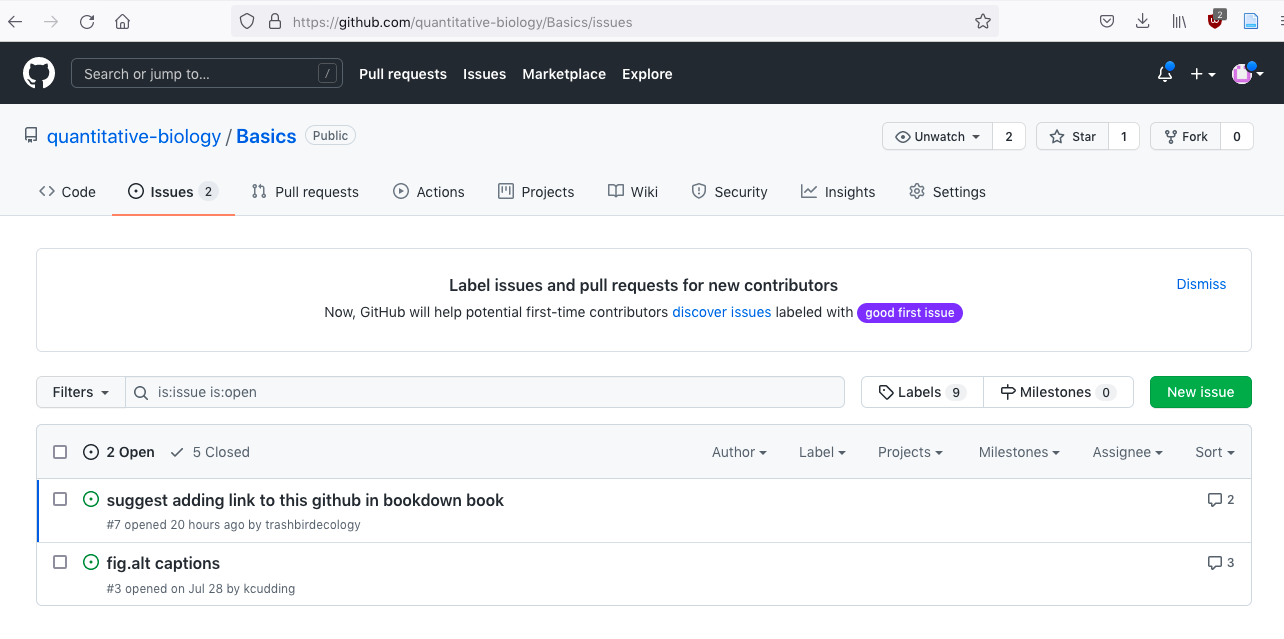 https://github.com/quantitative-biology/Basics/issues
2
Search or jump to...
/
Pull requests
Issues
Marketplace
Explore
quantitative-biology / Basics
Public
Unwatch
2
Star
1
Fork
0
Code
Issues 2
Pull requests
Actions
Projects
Wiki
Security
Insights
Settings
Label issues and pull requests for new contributors
Dismiss
Now, GitHub will help potential first-time contributors discover issues labeled with good first issue
Filters
is:issue is:open
Labels 9
Milestones 0
New issue
2 Open
5 Closed
Author
Label
Projects
Milestones
Assignee
Sort
suggest adding link to this github in bookdown book
2
#7 opened 20 hours ago by trashbirdecology
fig.alt captions
3
#3 opened on Jul 28 by kcudding